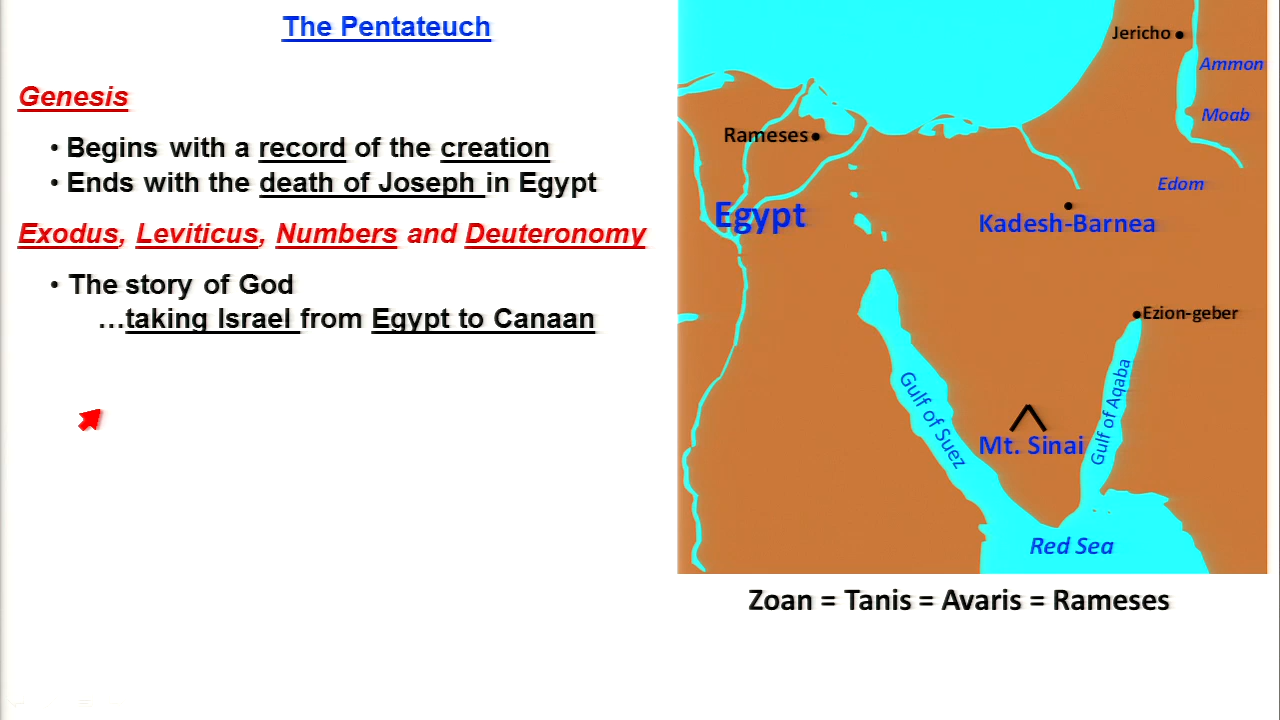 The Pentateuch
Genesis
• Begins with a record of the creation
• Ends with the death of Joseph in Egypt
Exodus, Leviticus, Numbers and Deuteronomy
• The story of God
…taking Israel from Egypt to Canaan
Jericho
Ammon
Moab
Rameses
Edom
Egypt
Kadesh-Barnea
Ezion-geber
Gulf of Suez
Gulf of Aqaba
Mt. Sinai
Red Sea
Zoan = Tanis = Avaris = Rameses